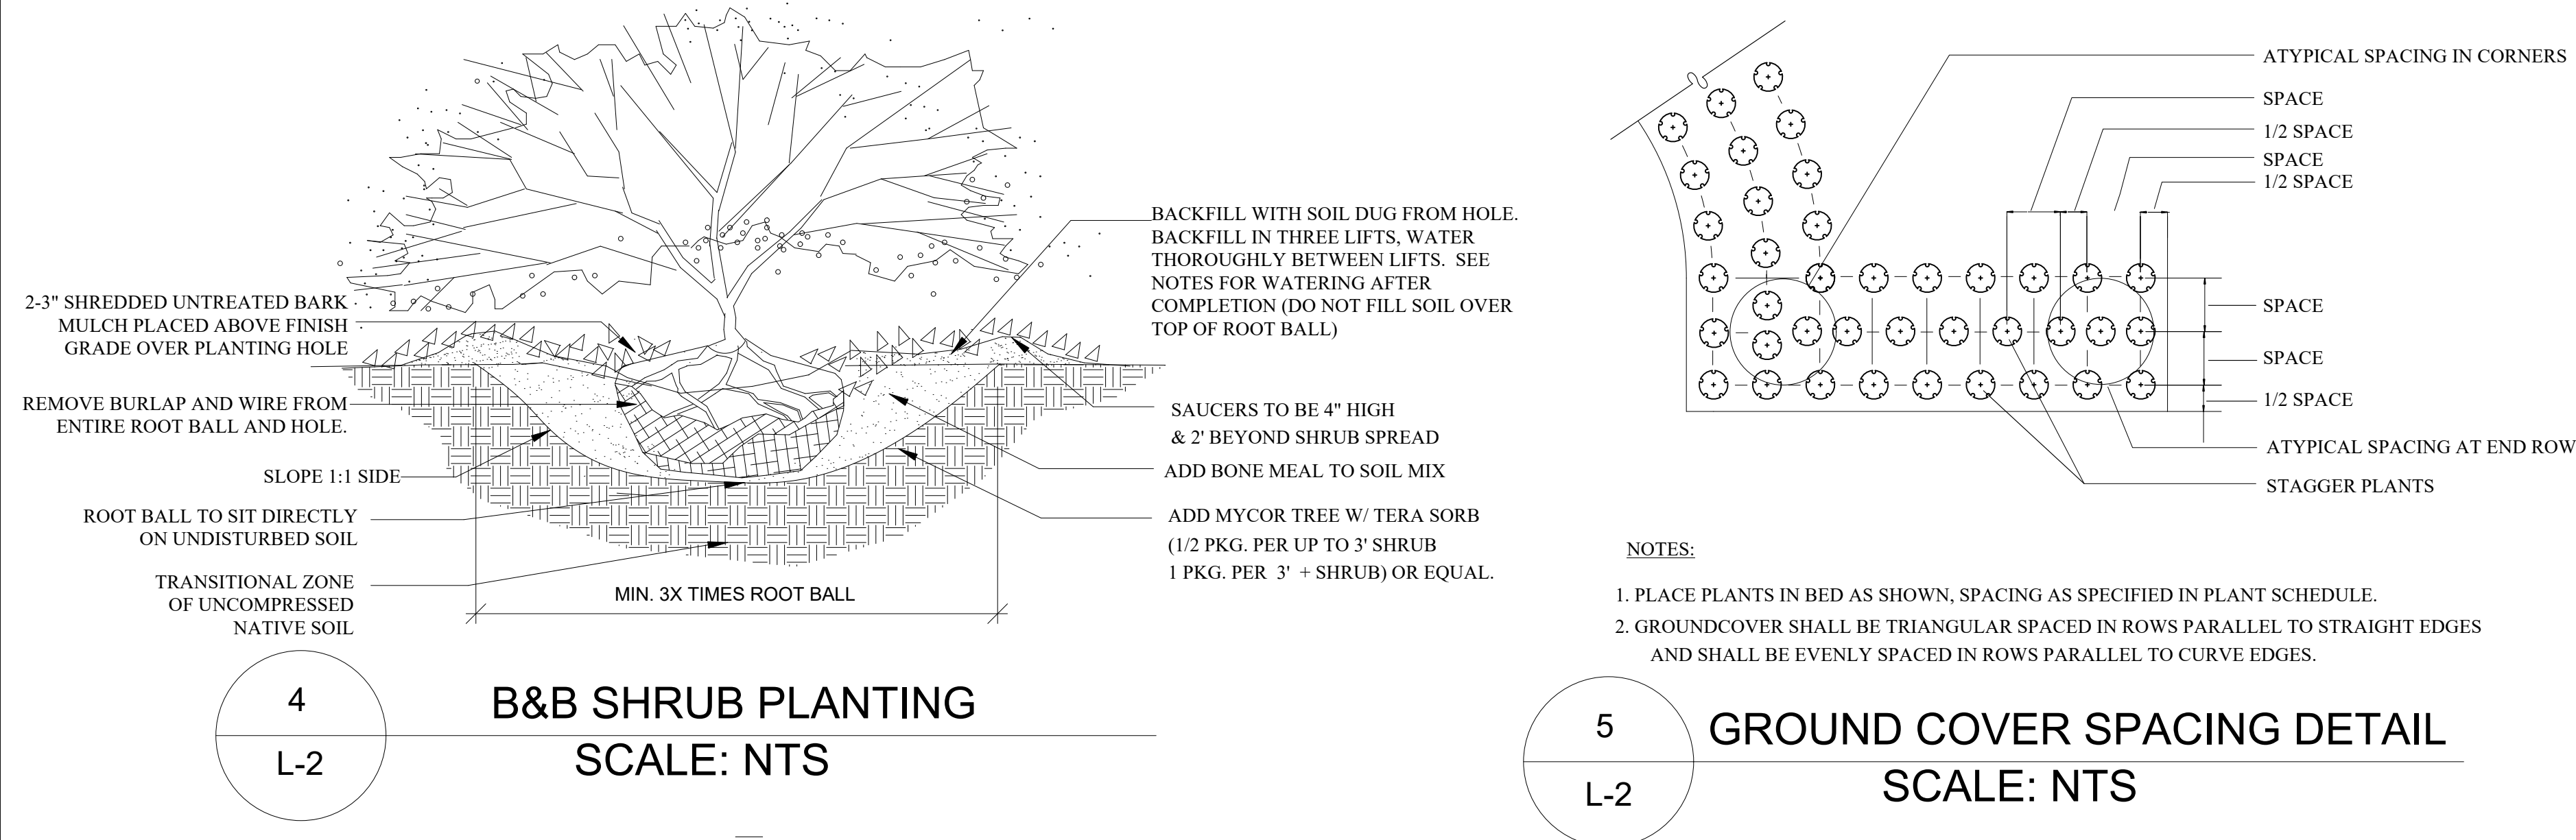 2-3" SHREDDED UNTREATED BARK
MULCH PLACED ABOVE FINISH
GRADE OVER PLANTING HOLE
REMOVE BURLAP AND WIRE FROM
ENTIRE ROOT BALL AND HOLE.
SLOPE 1:1 SIDE
ROOT BALL TO SIT DIRECTLY
ON UNDISTURBED SOIL
TRANSITIONAL ZONE
OF UNCOMPRESSED
NATIVE SOIL
MIN. 3X TIMES ROOT BALL
BACKFILL WITH SOIL DUG FROM HOLE.
BACKFILL IN THREE LIFTS, WATER
THOROUGHLY BETWEEN LIFTS. SEE
NOTES FOR WATERING AFTER
COMPLETION (DO NOT FILL SOIL OVER
TOP OF ROOT BALL)
SAUCERS TO BE 4" HIGH
& 2' BEYOND SHRUB SPREAD
ADD BONE MEAL TO SOIL MIX
ADD MYCOR TREE W/ TERA SORB
(1/2 PKG. PER UP TO 3' SHRUB
1 PKG. PER 3' + SHRUB) OR EQUAL.
4
L-2
B&B SHRUB PLANTING
SCALE: NTS
ATYPICAL SPACING IN CORNERS
SPACE
1/2 SPACE
SPACE
1/2 SPACE
SPACE
SPACE
1/2 SPACE
ATYPICAL SPACING AT END ROW
STAGGER PLANTS
NOTES:
1. PLACE PLANTS IN BED AS SHOWN, SPACING AS SPECIFIED IN PLANT SCHEDULE.
2. GROUNDCOVER SHALL BE TRIANGULAR SPACED IN ROWS PARALLEL TO STRAIGHT EDGES
AND SHALL BE EVENLY SPACED IN ROWS PARALLEL TO CURVE EDGES.
5
L-2
GROUND COVER SPACING DETAIL
SCALE: NTS